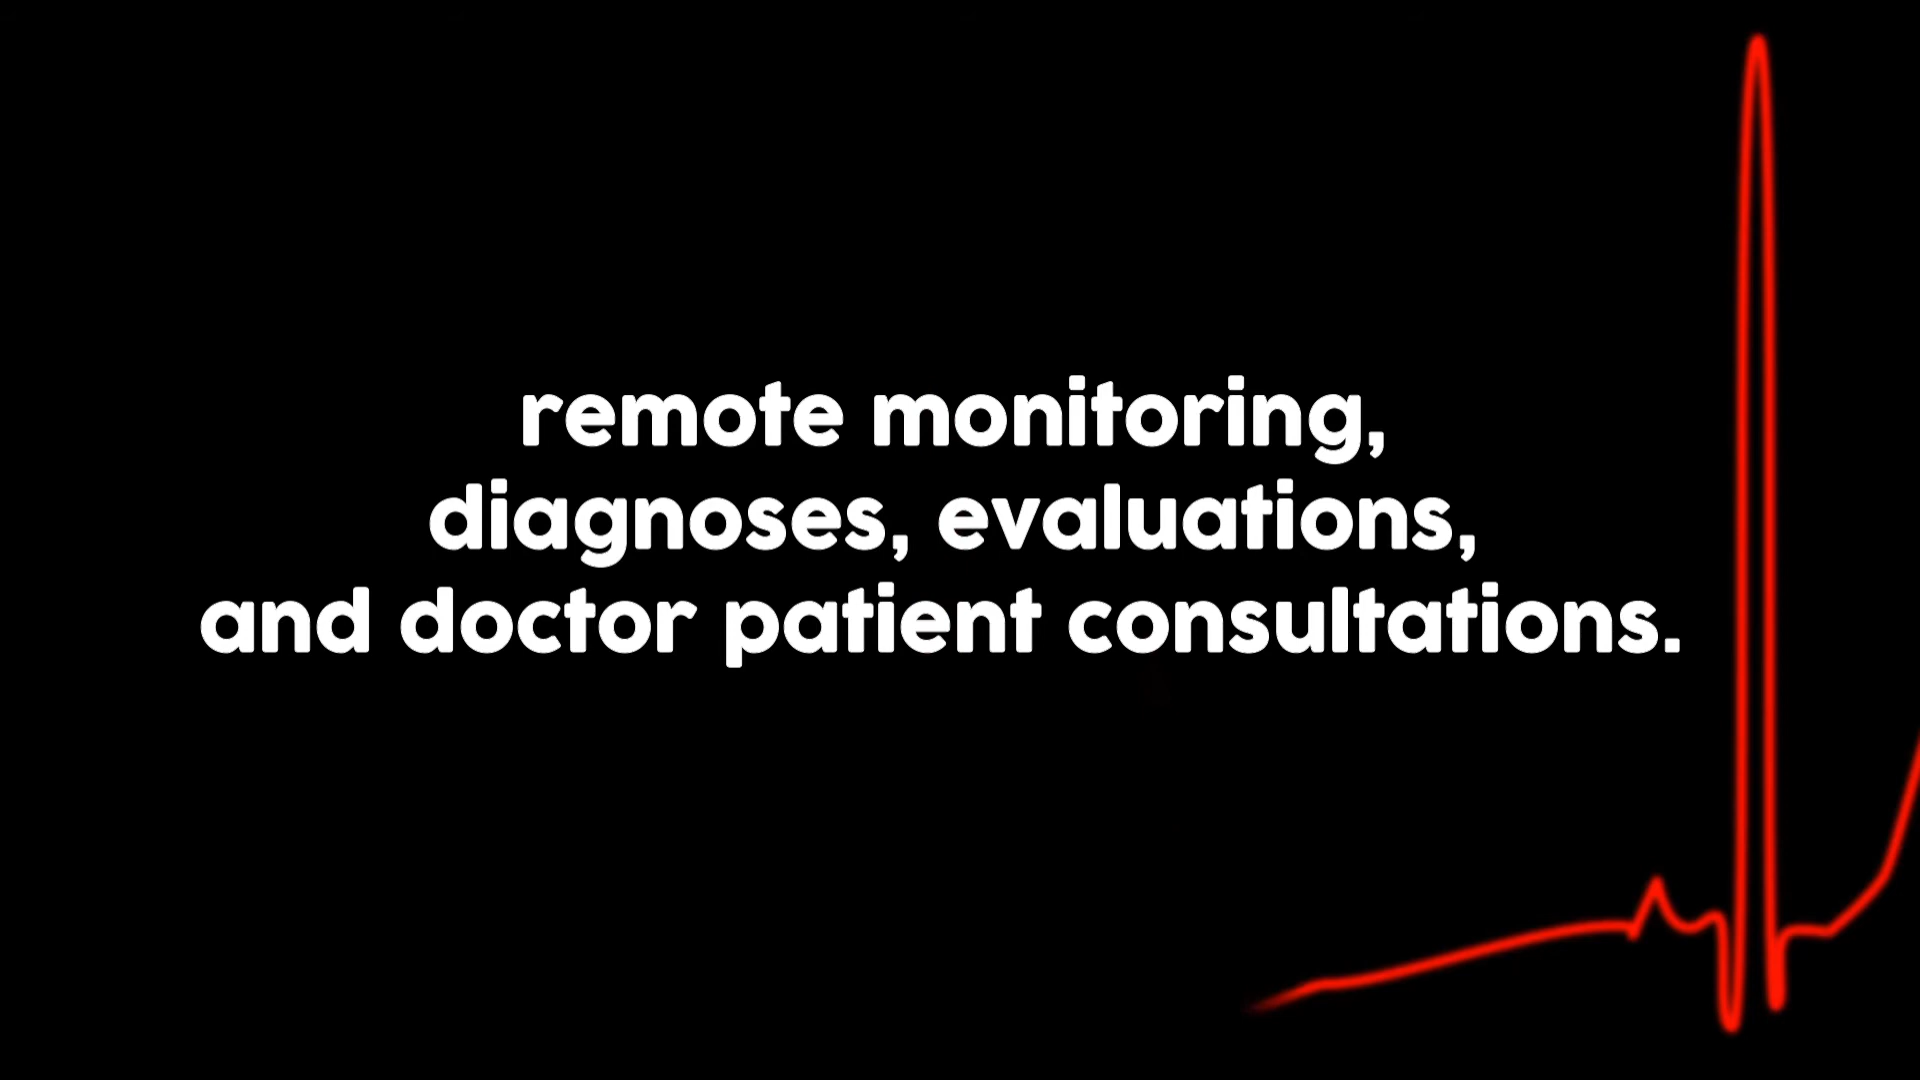 remote monitoring,
diagnoses, evaluations,
and doctor patient consultations.